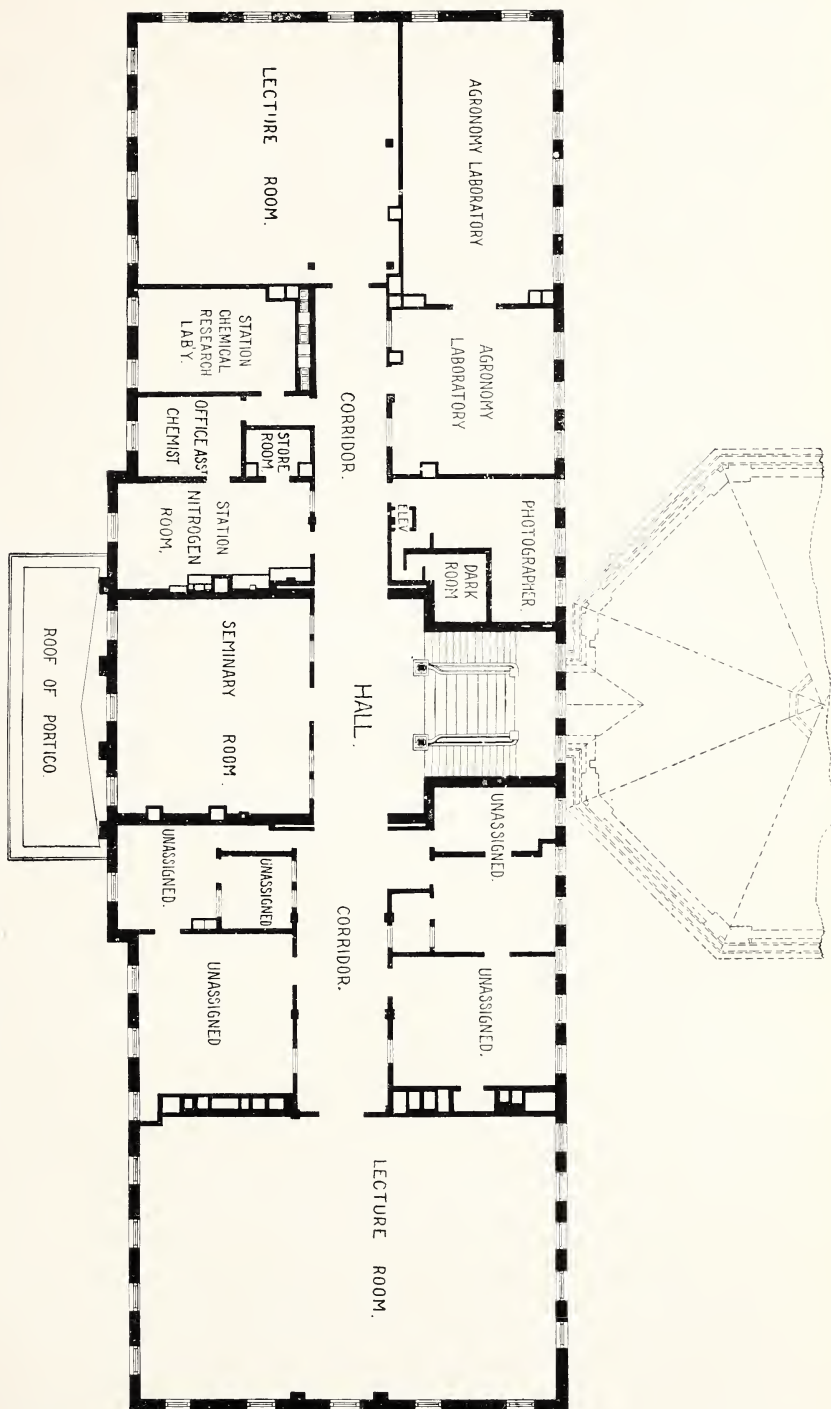 LECTURE ROOM.
AGRONOMY LABORATORY
STATION
CHEMICAL
RESEARCH
LAB'Y.
AGRONOMY
LABORATORY
CORRIDOR.
OFFICE ASST
CHEMIST
STORE
ROOM.
STATION
NITROGEN
ROOM.
ELEV
PHOTOGRAPHER.
DARK
ROOM
ROOF OF PORTICO.
SEMINARY ROOM.
HALL.
UNASSIGNED.
UNASSIGNED.
UNASSIGNED
CORRIDOR.
UNASSIGNED
UNASSIGNED.
LECTURE ROOM.